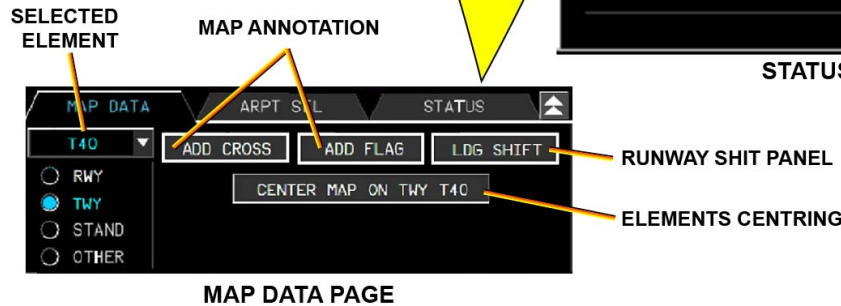 SELECTED
ELEMENT
MAP ANNOTATION
STATUS
MAP DATA
ARPT SEL
STATUS
T40
ADD CROSS
ADD FLAG
LDG SHIFT
RUNWAY SHIT PANEL
RWY
TWY
CENTER MAP ON TWY T40
STAND
ELEMENTS CENTRING
OTHER
MAP DATA PAGE